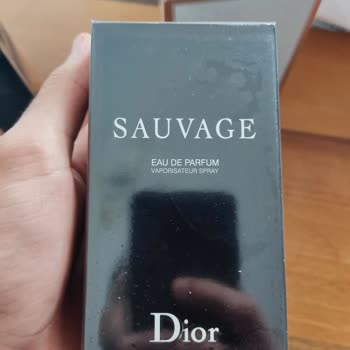 SAUVAGE
EAU DE PARFUM
VAPORISATEUR SPRAY
Dior